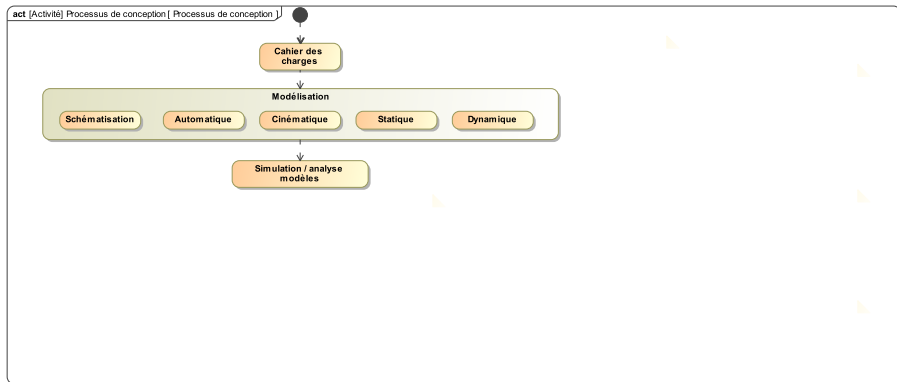 act [Activité] Processus de conception [ Processus de conception ]
Cahier des
charges
Modélisation
Schématisation Automatique Cinématique Statique Dynamique
Simulation / analyse
modèles